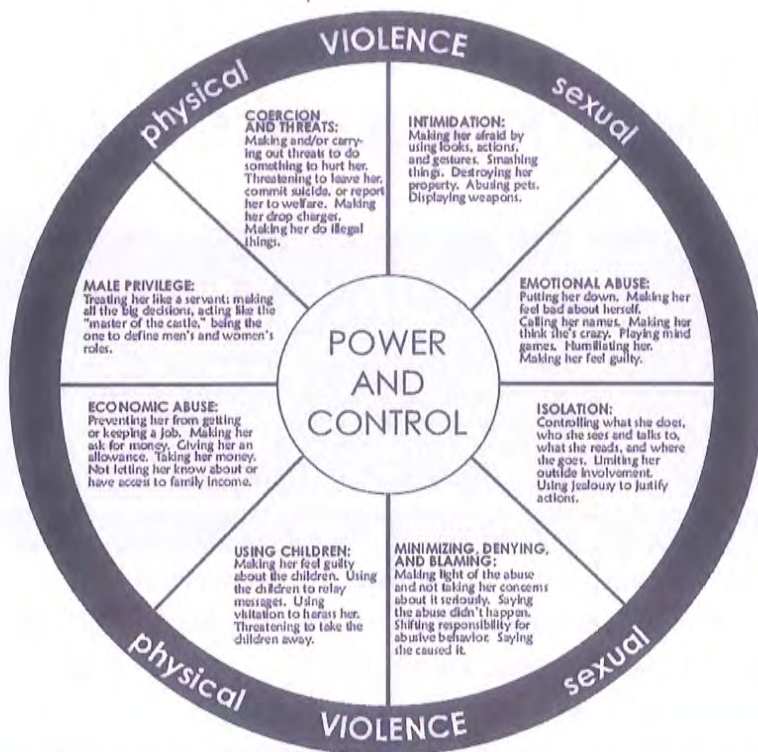 VIOLENCE
physical
sexual
COERCION
AND THREATS:
Making and/or carry-
ing out threats to do
something to hurt her.
Threatening to leave her,
commit suicide, or report
her to welfare. Making
her drop charges.
Making her do illegal
things.
INTIMIDATION:
Making her afraid by
using looks, actions,
and gestures. Smashing
things. Destroying her
property. Abusing pets.
Displaying weapons.
MALE PRIVILEGE:
Treating her like a servant: making
all the big decisions, acting like the
"master of the castle," being the
one to define men's and women's
roles.
EMOTIONAL ABUSE:
Putting her down. Making her
feel bad about herself.
Calling her names. Making her
think she's crazy. Playing mind
games. Humiliating her.
Making her feel guilty.
POWER
AND
CONTROL
ECONOMIC ABUSE:
Preventing her from getting
or keeping a job. Making her
ask for money. Giving her an
allowance. Taking her money.
Not letting her know about or
have access to family income.
ISOLATION:
Controlling what she does,
who she sees and talks to,
what she reads, and where
she goes. Limiting her
outside involvement.
Using jealousy to justify
actions.
USING CHILDREN:
Making her feel guilty
about the children. Using
the children to relay
messages. Using
visitation to harass her.
Threatening to take the
children away.
MINIMIZING, DENYING,
AND BLAMING:
Making light of the abuse
and not taking her concerns
about it seriously. Saying
the abuse didn't happen.
Shifting responsibility for
abusive behavior. Saying
she caused it.
physical
sexual
VIOLENCE